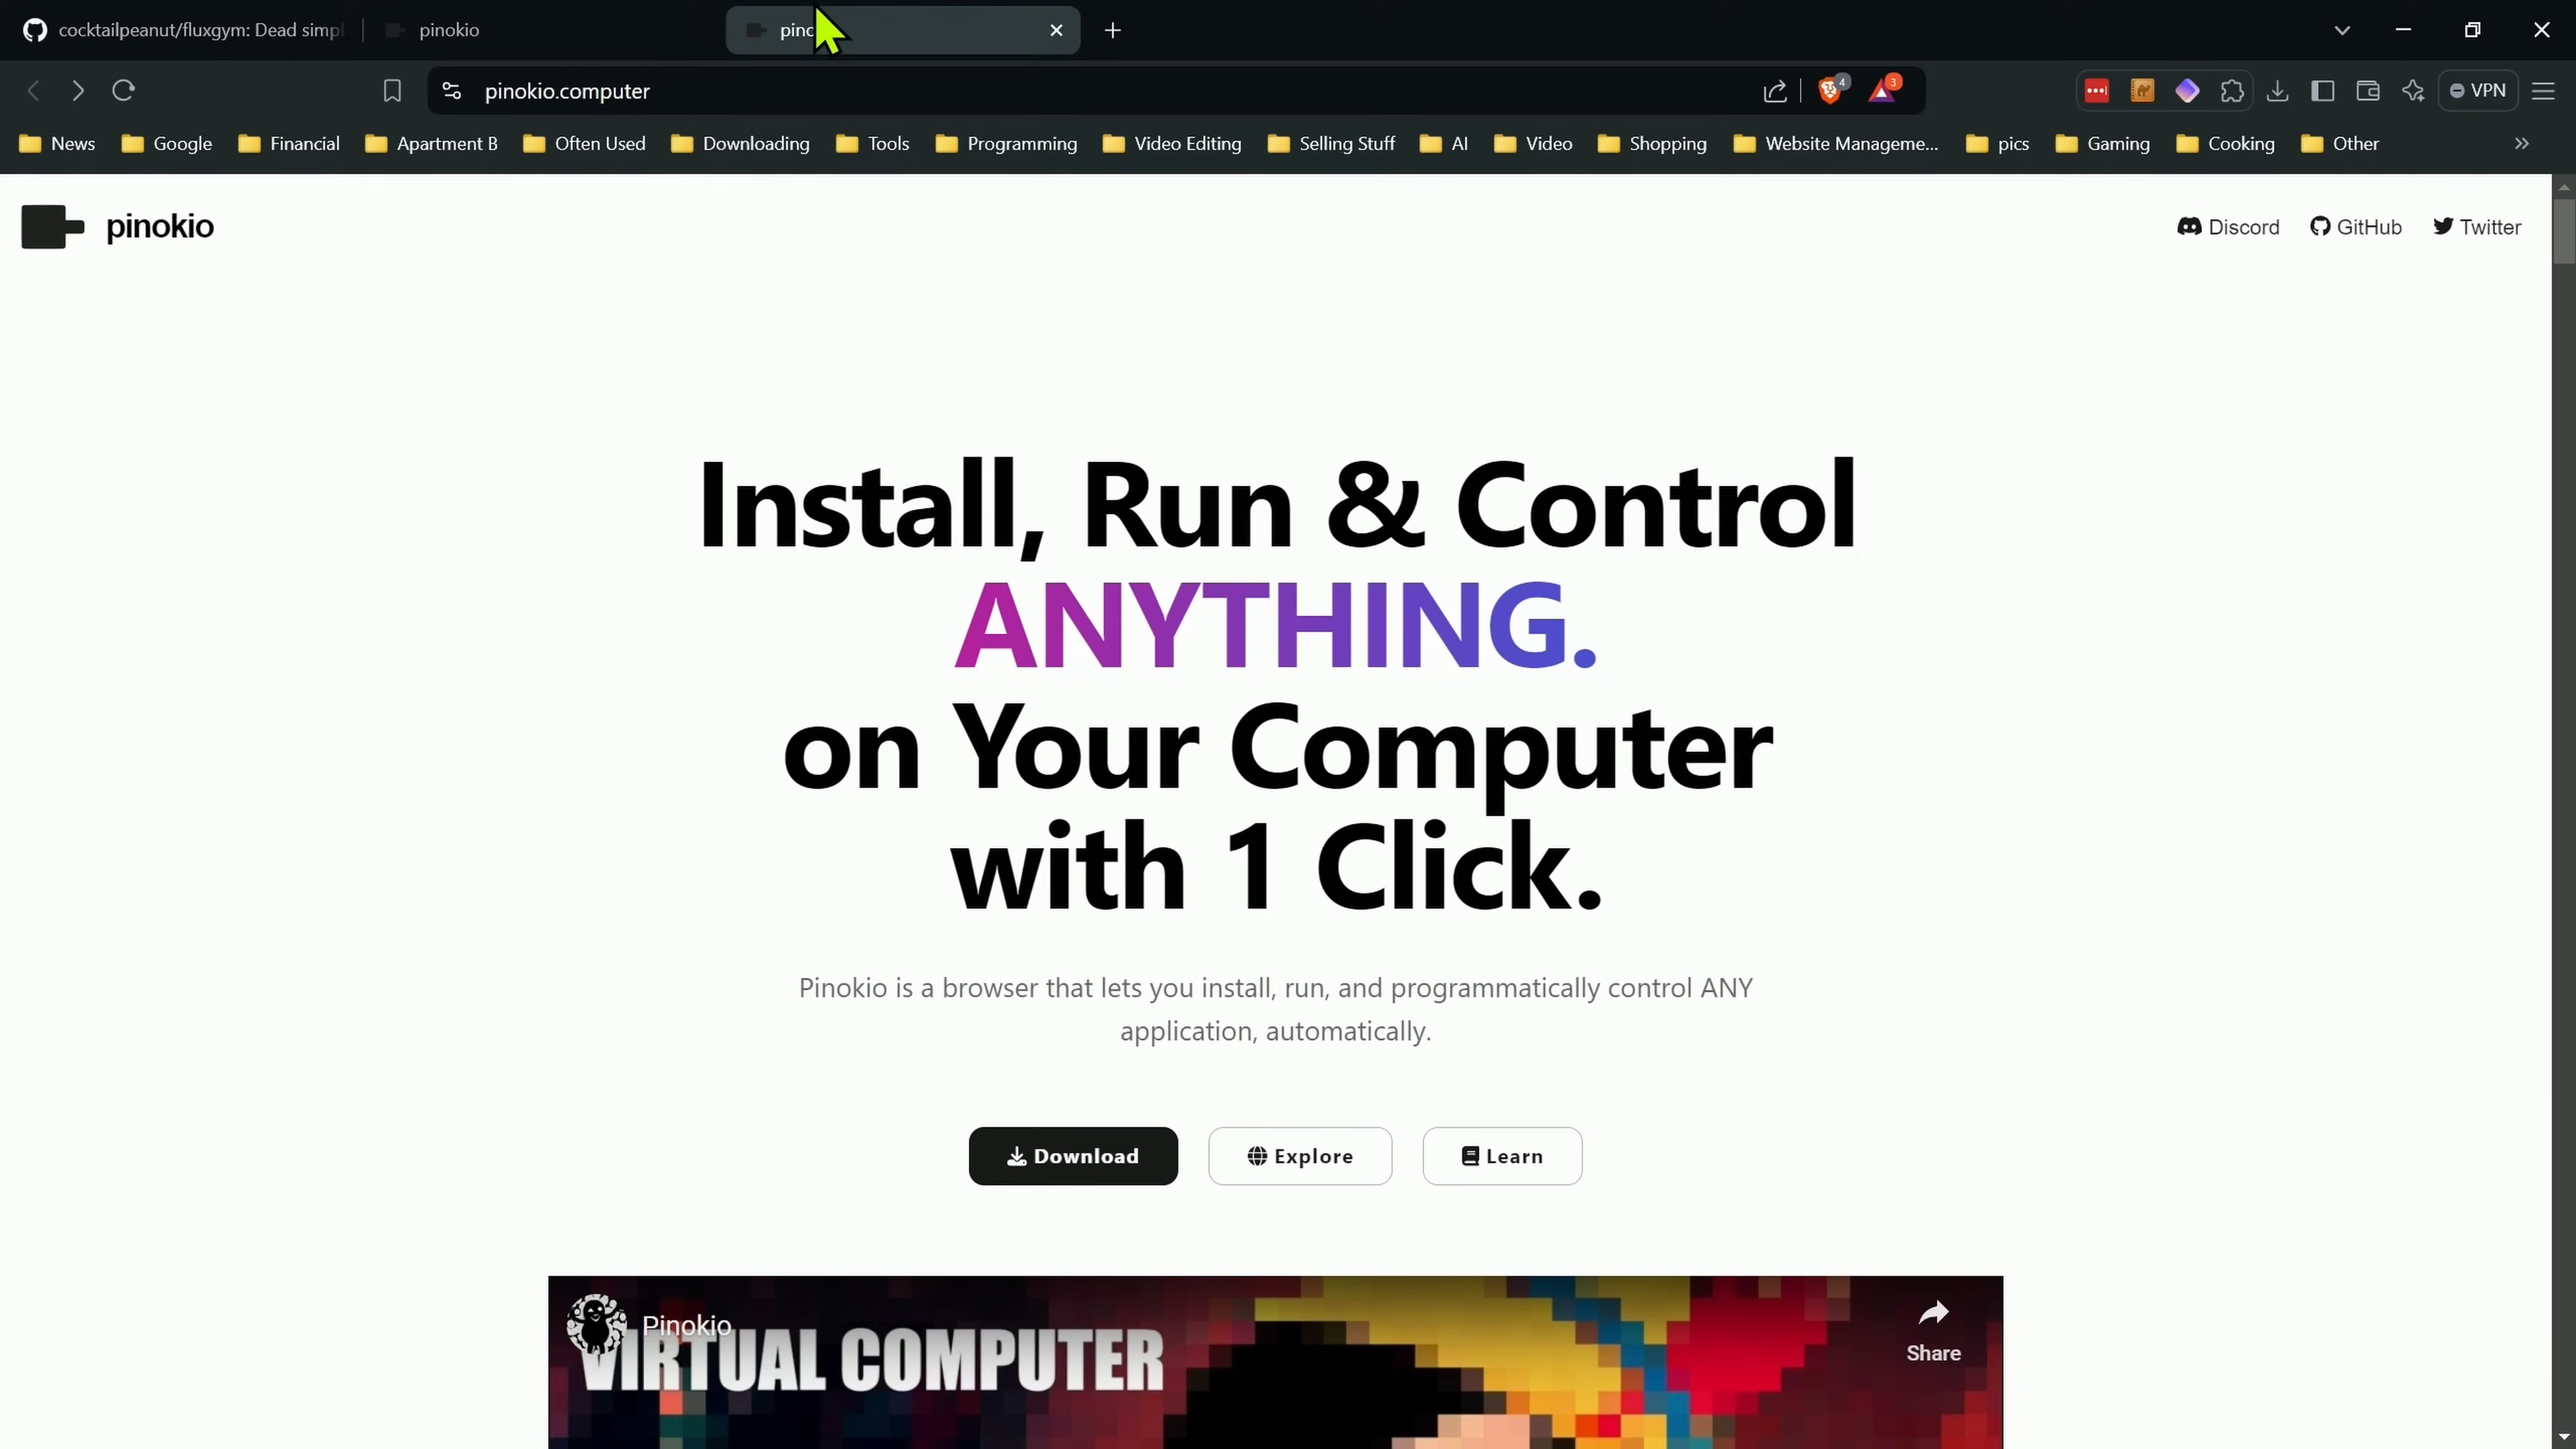 cocktailpeanut/fluxgym: Dead simpl
pinokio
pinokio.computer
4
3
VPN
News
Google
Financial
Apartment B
Often Used
Downloading
Tools
Programming
Video Editing
Selling Stuff
AI
Video
Shopping
Website Manageme...
pics
Gaming
Cooking
Other
pinokio
Discord
GitHub
Twitter
Install, Run & Control
ANYTHING.
on Your Computer
with 1 Click.
Pinokio is a browser that lets you install, run, and programmatically control ANY
application, automatically.
Download
Explore
Learn
Pinokio
VIRTUAL COMPUTER
Share